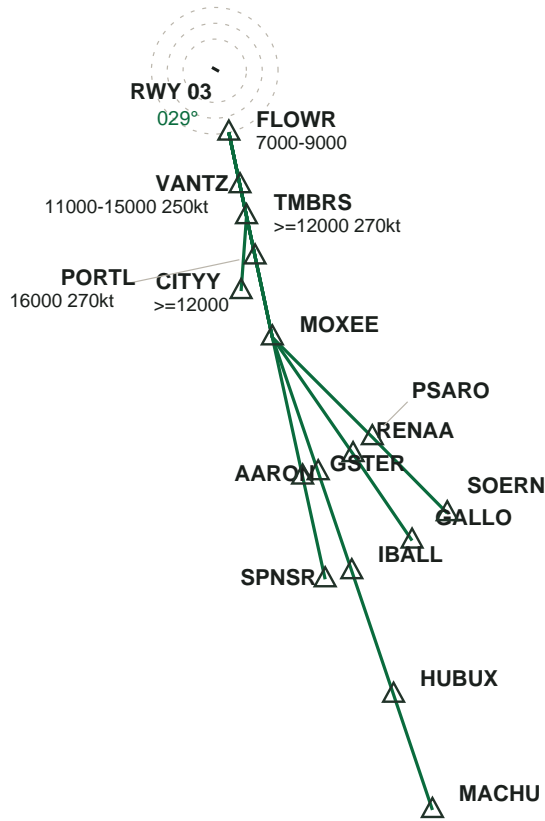 RWY 03
029°
FLOWR
7000-9000
VANTZ
11000-15000 250kt
TMBRS
>=12000 270kt
PORTL
16000 270kt
CITYY
>=12000
MOXEE
PSARO
RENAA
GSTER
AARON
SOERN
GALLO
IBALL
SPNSR
HUBUX
MACHU